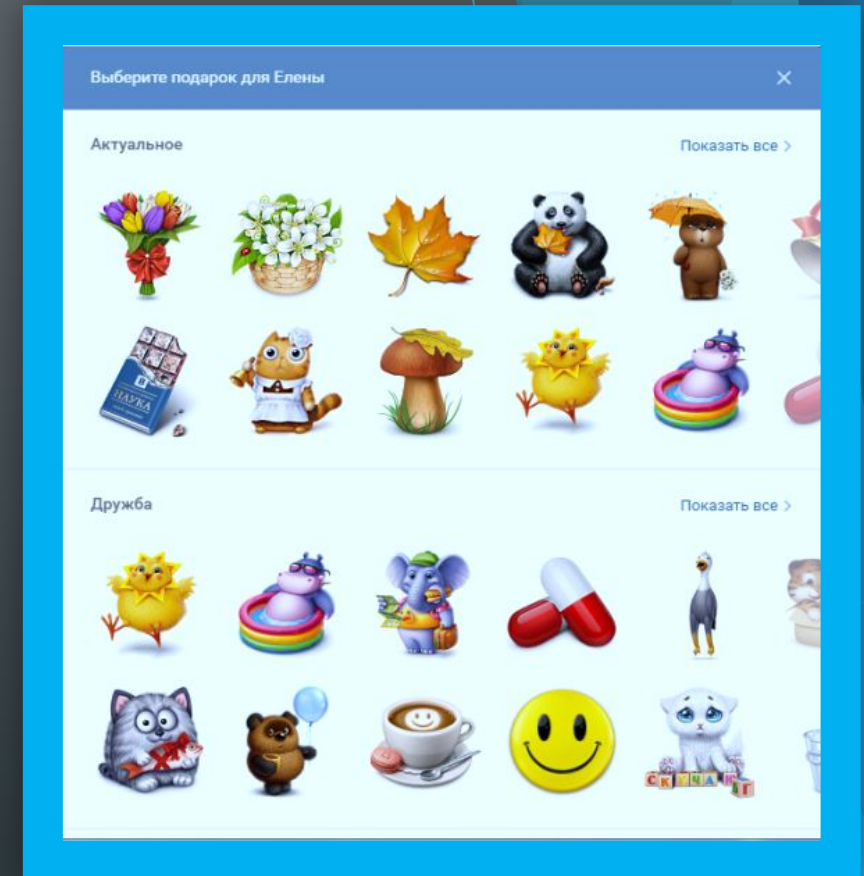 Выберите подарок для Елены
Актуальное
Показать все
НАУКА
Дружба
Показать все
СКУЧАЮ